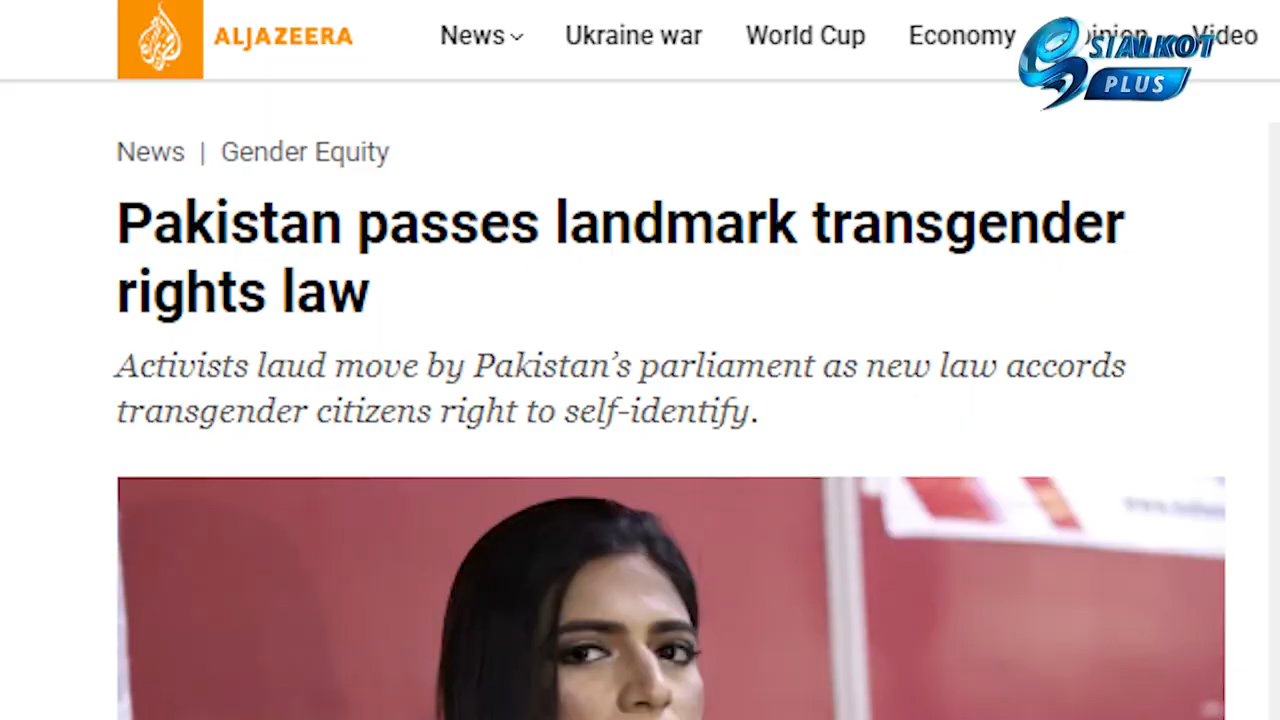 ALJAZEERA News Ukraine war World Cup Economy Video
SIALKOT
PLUS
News | Gender Equity
Pakistan passes landmark transgender
rights law
Activists laud move by Pakistan’s parliament as new law accords
transgender citizens right to self-identify.